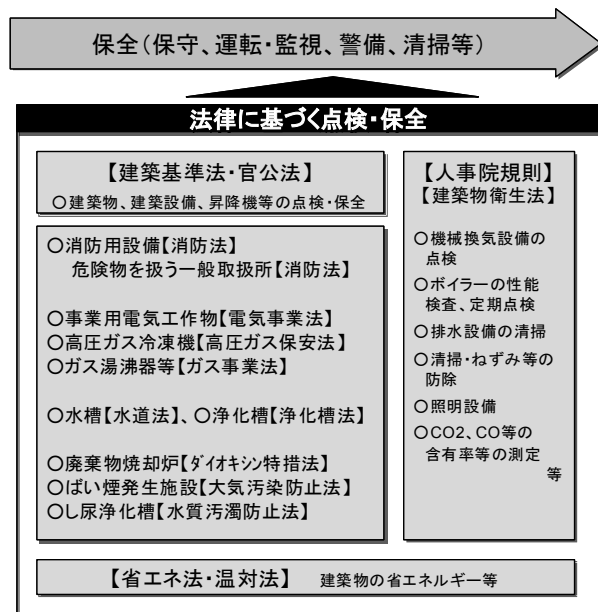 保全（保守、運転・監視、警備、清掃等）
法律に基づく点検・保全
【建築基準法・官公法】
○建築物、建築設備、昇降機等の点検・保全
○消防用設備【消防法】
危険物を扱う一般取扱所【消防法】
○事業用電気工作物【電気事業法】
○高圧ガス冷凍機【高圧ガス保安法】
○ガス湯沸器等【ガス事業法】
○水槽【水道法】、○浄化槽【浄化槽法】
○廃棄物焼却炉【ダイオキシン特措法】
○ばい煙発生施設【大気汚染防止法】
○し尿浄化槽【水質汚濁防止法】
【人事院規則】
【建築物衛生法】
○機械換気設備の
点検
○ボイラーの性能
検査、定期点検
○排水設備の清掃
○清掃・ねずみ等の
防除
○照明設備
○CO2、CO等の
含有率等の測定
等
【省エネ法・温対法】　建築物の省エネルギー等